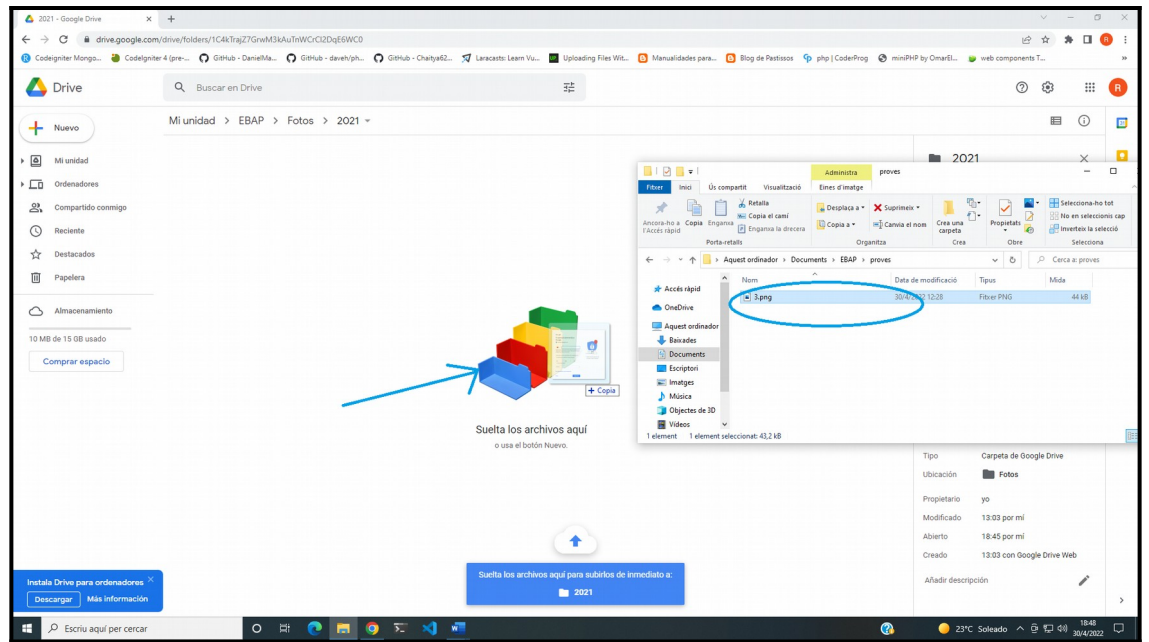 2021 - Google Drive
drive.google.com/drive/folders/1C4kTrajZ7GrwM3kAuTnWCrCl2DqE6WC0
Codeigniter Mongo... CodeIgniter 4 (pre-... GitHub - DanielMa... GitHub - daveh/ph... GitHub - Chaitya62... Laracasts: Learn Vu... Uploading Files Wit... Manualidades para... Blog de Pastissos php | CoderProg miniPHP by OmarEl... web components T... »
Drive
Buscar en Drive
R
Nuevo
Mi unidad > EBAP > Fotos > 2021
Mi unidad
Ordenadores
Compartido conmigo
Reciente
Destacados
Papelera
Almacenamiento
10 MB de 15 GB usado
Comprar espacio
2021
Administra proves
Fitxer Inici Ús compartit Visualització Eines d'imatge
Ancora-ho a l'Accés ràpid
Copia
Enganxa
Retalla
Copia el camí
Enganxa la drecera
Porta-retalls
Desplaça a
Copia a
Suprimeix
Canvia el nom
Organitza
Crea una carpeta
Crea
Propietats
Obre
Selecciona-ho tot
No en seleccionis cap
Inverteix la selecció
Selecciona
> Aquest ordinador > Documents > EBAP > proves
Cerca a: proves
Nom Data de modificació Tipus Mida
3.png 30/4/2022 12:28 Fitxer PNG 44 kB
Accés ràpid
OneDrive
Aquest ordinador
Baixades
Documents
Escriptori
Imatges
Música
Objectes de 3D
Vídeos
1 element 1 element seleccionat: 43,2 kB
+ Copia
Suelta los archivos aquí
o usa el botón Nuevo.
Suelta los archivos aquí para subirlos de inmediato a:
2021
Tipo Carpeta de Google Drive
Ubicación Fotos
Propietario yo
Modificado 13:03 por mí
Abierto 18:45 por mí
Creado 13:03 con Google Drive Web
Añadir descripción
Instala Drive para ordenadores
Descargar Más información
Escriu aquí per cercar
23°C Soleado
18:48
30/4/2022